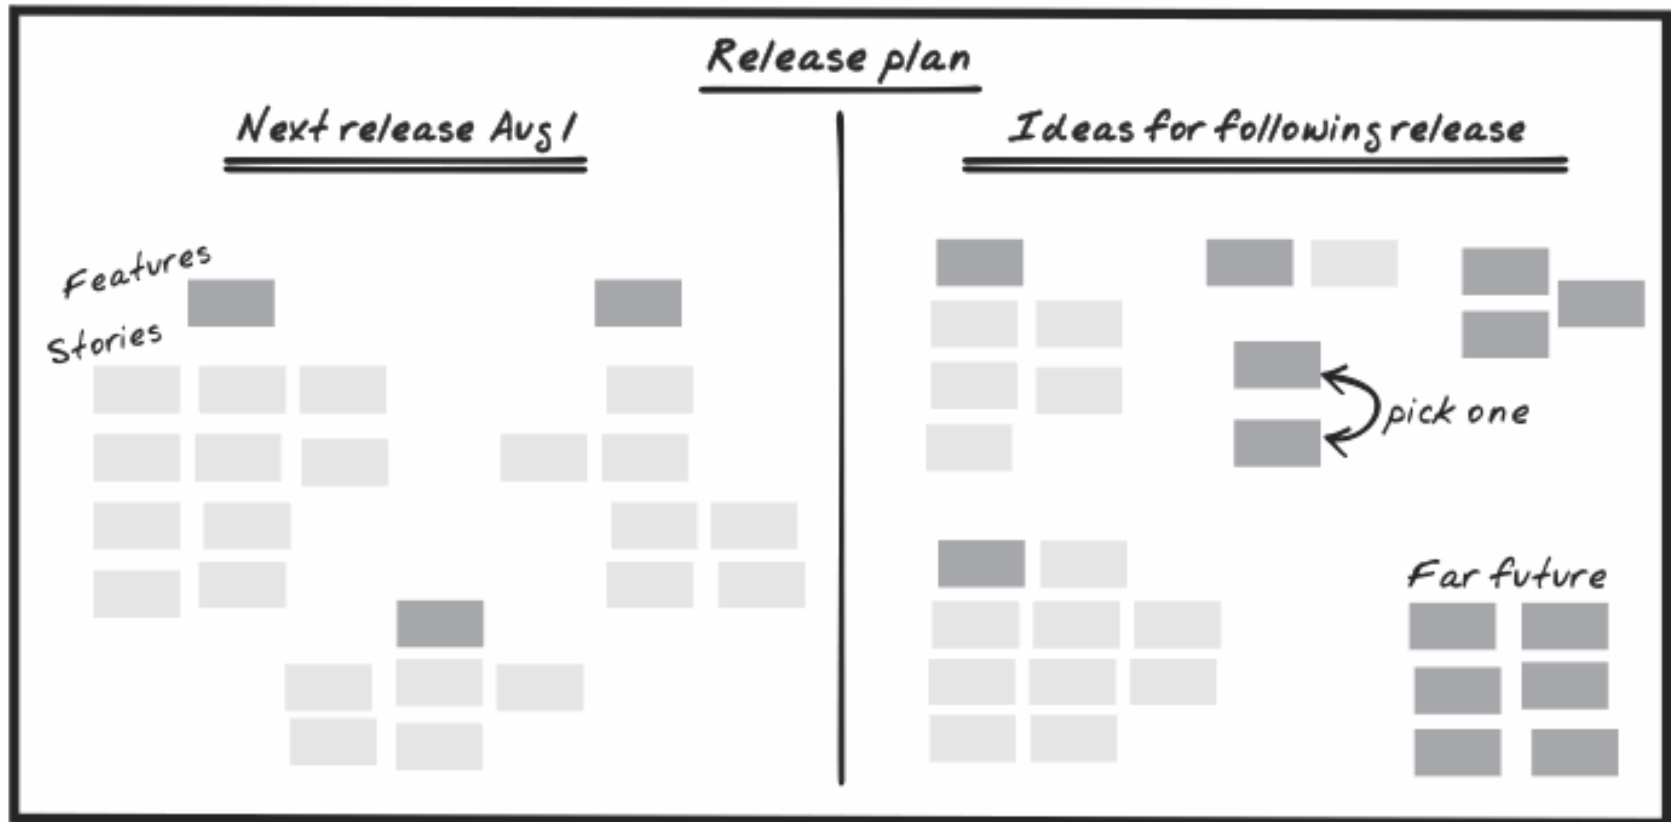 Release plan
Next release Aug 1
Ideas for following release
Features
Stories
pick one
Far future